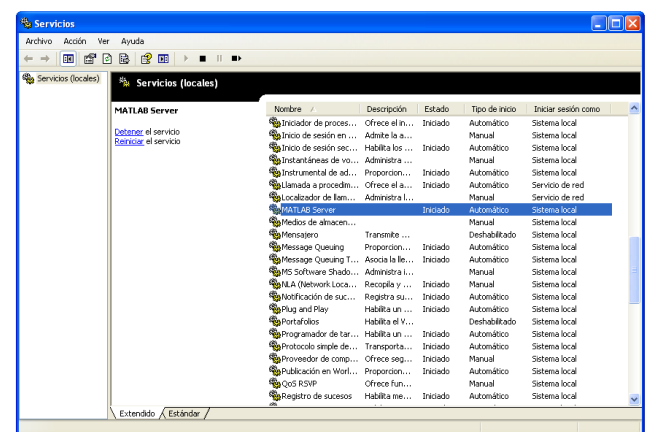 Servicios
Archivo Acción Ver Ayuda
Servicios (locales)
Servicios (locales)
MATLAB Server
Detener el servicio
Reiniciar el servicio
Nombre Descripción Estado Tipo de inicio Iniciar sesión como
Iniciador de proces... Ofrece el in... Iniciado Automático Sistema local
Inicio de sesión en ... Admite la a... Manual Sistema local
Inicio de sesión sec... Habilita los ... Iniciado Automático Sistema local
Instantáneas de vo... Administra ... Manual Sistema local
Instrumental de ad... Proporcion... Iniciado Automático Sistema local
Llamada a procedim... Ofrece el a... Iniciado Automático Servicio de red
Localizador de llam... Administra l... Manual Servicio de red
MATLAB Server Iniciado Automático Sistema local
Medios de almacen... Manual Sistema local
Mensajero Transmite ... Deshabilitado Sistema local
Message Queuing Proporcion... Iniciado Automático Sistema local
Message Queuing T... Asocia la lle... Iniciado Automático Sistema local
MS Software Shado... Administra i... Manual Sistema local
NLA (Network Loca... Recopila y ... Iniciado Manual Sistema local
Notificación de suc... Registra su... Iniciado Automático Sistema local
Plug and Play Habilita un ... Iniciado Automático Sistema local
Portafolios Habilita el V... Deshabilitado Sistema local
Programador de tar... Habilita un ... Iniciado Automático Sistema local
Protocolo simple de... Transporta... Iniciado Automático Sistema local
Proveedor de comp... Ofrece seg... Iniciado Manual Sistema local
Publicación en Worl... Proporcion... Iniciado Automático Sistema local
QoS RSVP Ofrece fun... Manual Sistema local
Registro de sucesos Habilita me... Iniciado Automático Sistema local
Extendido Estándar